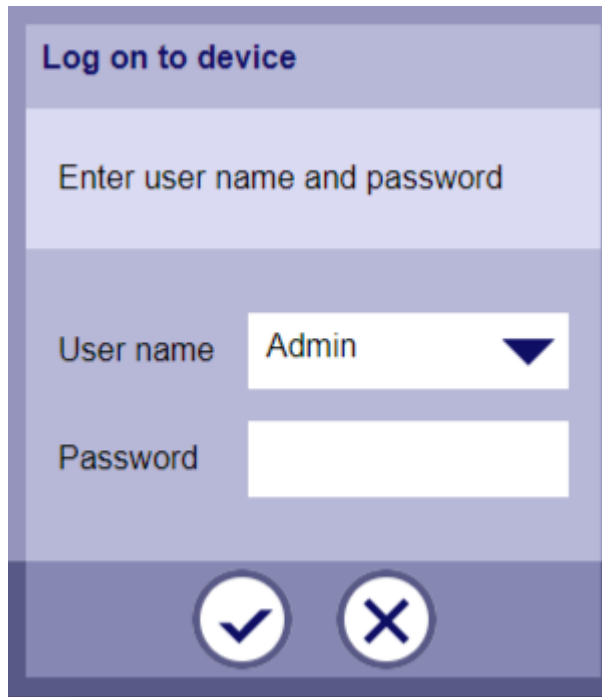 Log on to device
Enter user name and password
User name Admin
Password